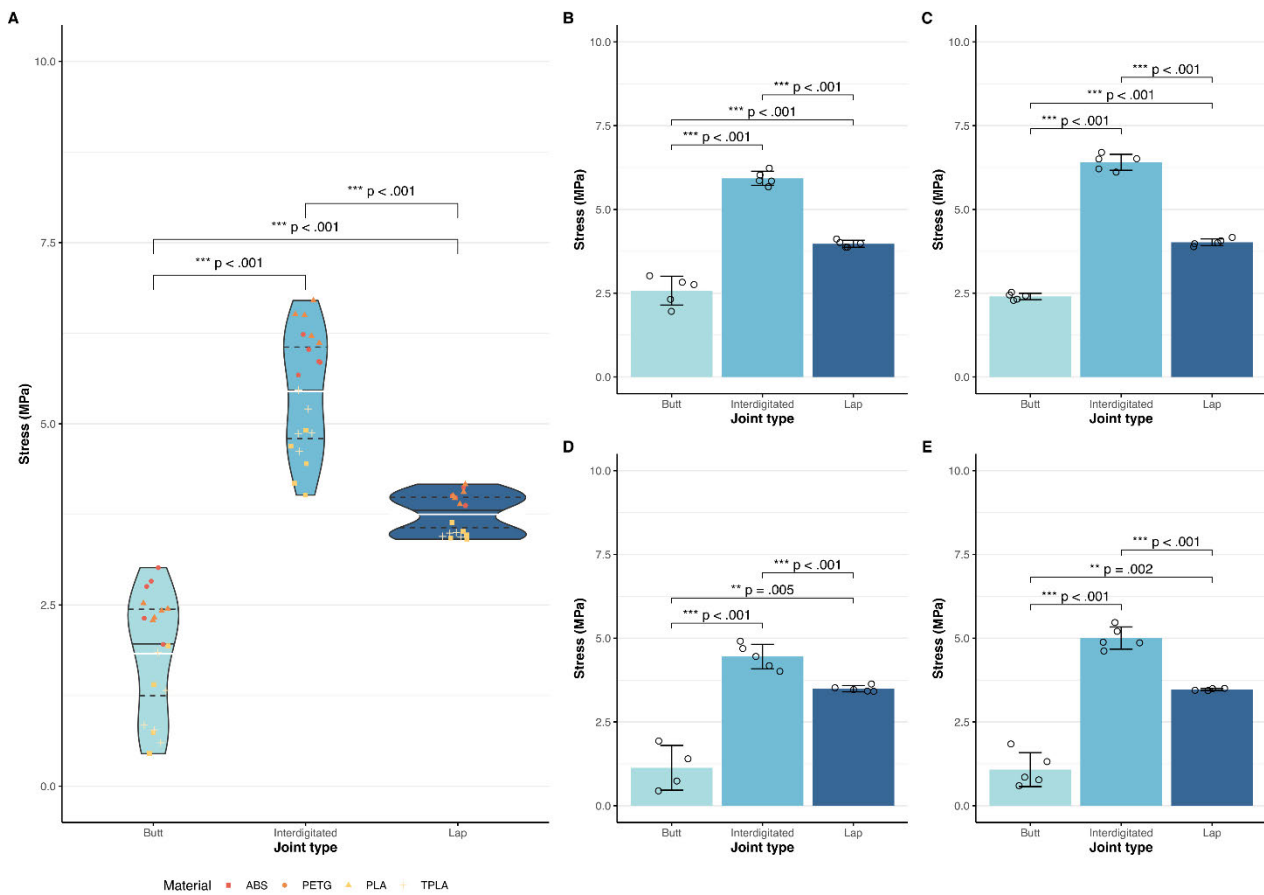 A
10.0
7.5
5.0
2.5
0.0
Stress (MPa)
*** p < .001
*** p < .001
*** p < .001
Butt Interdigitated Lap
Joint type
Material ABS PETG PLA TPLA
B
10.0
7.5
5.0
2.5
0.0
Stress (MPa)
*** p < .001
*** p < .001
*** p < .001
Butt Interdigitated Lap
Joint type
C
10.0
7.5
5.0
2.5
0.0
Stress (MPa)
*** p < .001
*** p < .001
*** p < .001
Butt Interdigitated Lap
Joint type
D
10.0
7.5
5.0
2.5
0.0
Stress (MPa)
*** p < .001
** p = .005
*** p < .001
Butt Interdigitated Lap
Joint type
E
10.0
7.5
5.0
2.5
0.0
Stress (MPa)
*** p < .001
** p = .002
*** p < .001
Butt Interdigitated Lap
Joint type